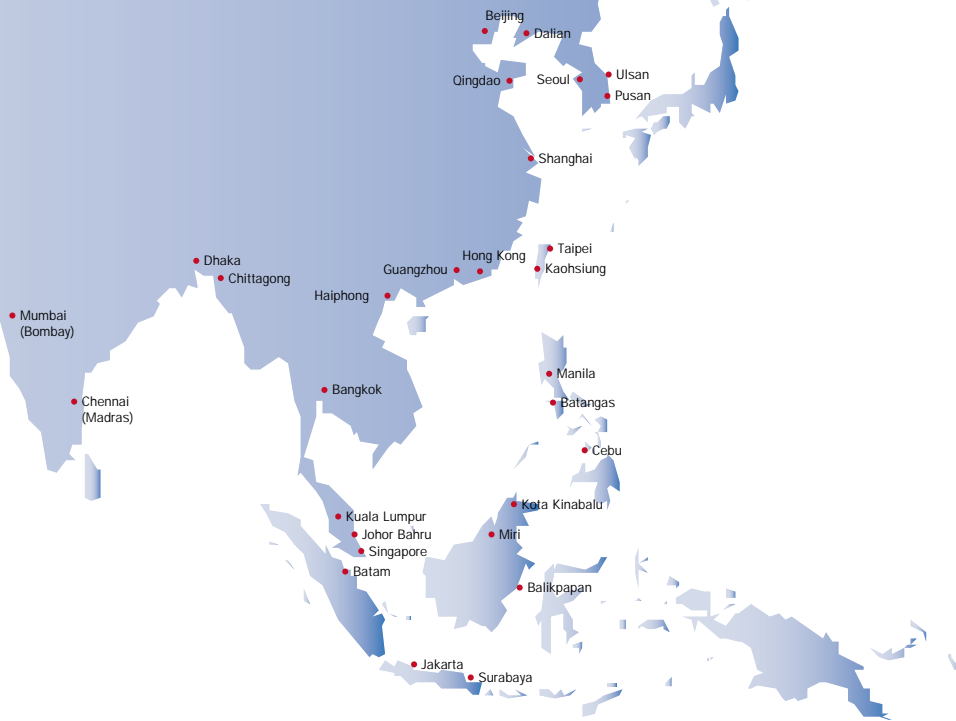 Beijing
Dalian
Qingdao
Seoul
Ulsan
Pusan
Shanghai
Taipei
Hong Kong
Guangzhou
Kaohsiung
Dhaka
Chittagong
Haiphong
Mumbai
(Bombay)
Manila
Bangkok
Chennai
(Madras)
Batangas
Cebu
Kota Kinabalu
Kuala Lumpur
Johor Bahru
Miri
Singapore
Batam
Balikpapan
Jakarta
Surabaya